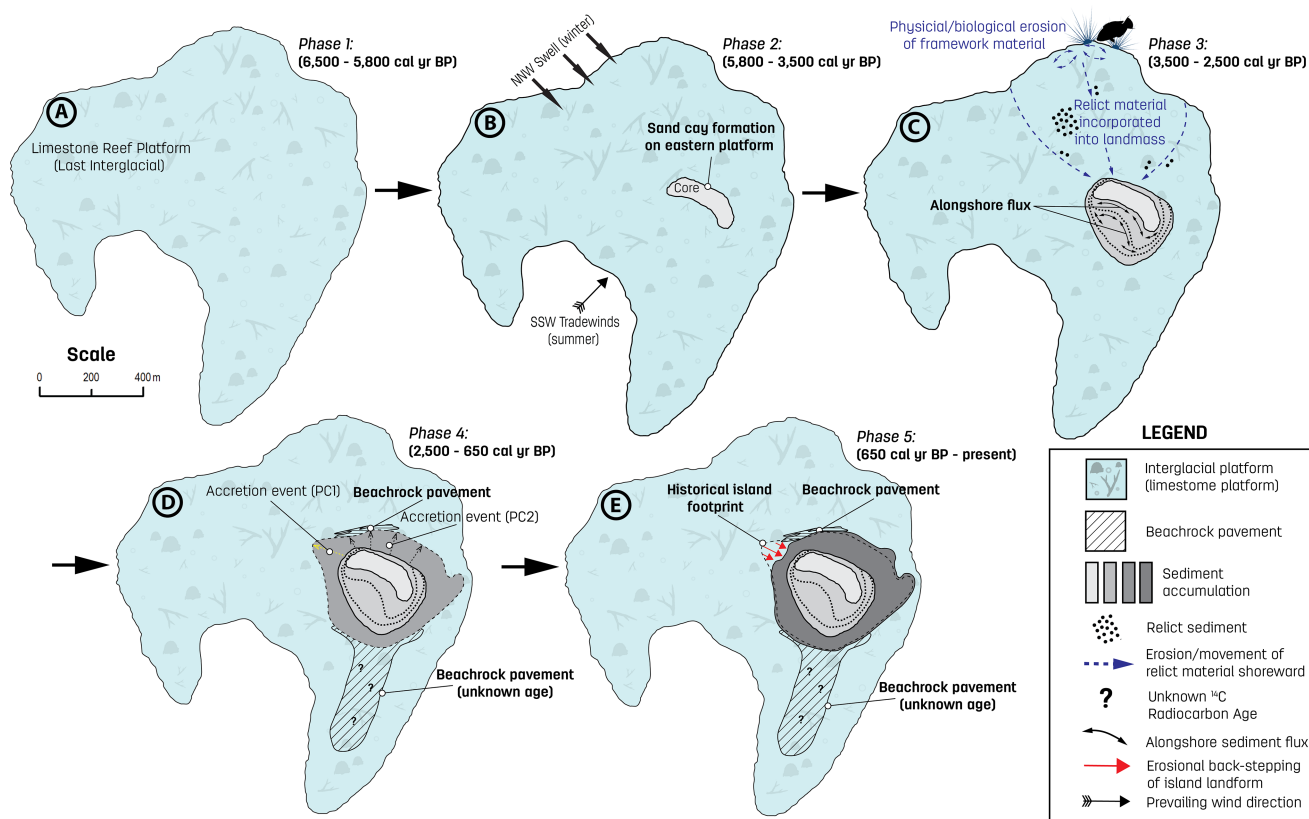 Phase 1:
(6,500 - 5,800 cal yr BP)
A
Limestone Reef Platform
(Last Interglacial)
Scale
0 200 400 m
NNW Swell (winter)
Phase 2:
(5,800 - 3,500 cal yr BP)
B
Sand cay formation
on eastern platform
Core
SSW Tradewinds
(summer)
Physicial/biological erosion
of framework material
Phase 3:
(3,500 - 2,500 cal yr BP)
C
Relict material
incorporated
into landmass
Alongshore flux
Phase 4:
(2,500 - 650 cal yr BP)
D
Accretion event (PC1)
Beachrock pavement
Accretion event (PC2)
?
?
?
Beachrock pavement
(unknown age)
Phase 5:
(650 cal yr BP - present)
E
Historical island
footprint
Beachrock pavement
?
?
?
Beachrock pavement
(unknown age)
LEGEND
Interglacial platform
(limestome platform)
Beachrock pavement
Sediment
accumulation
Relict sediment
Erosion/movement of
relict material shoreward
?
Unknown ¹⁴C
Radiocarbon Age
Alongshore sediment flux
Erosional back-stepping
of island landform
Prevailing wind direction